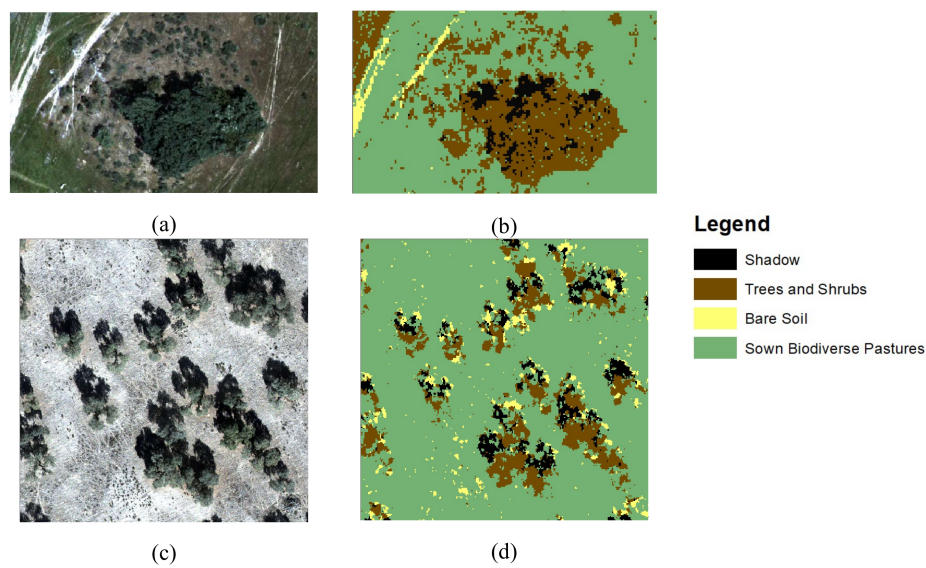 (a)
(b)
Legend
Shadow
Trees and Shrubs
Bare Soil
Sown Biodiverse Pastures
(c)
(d)